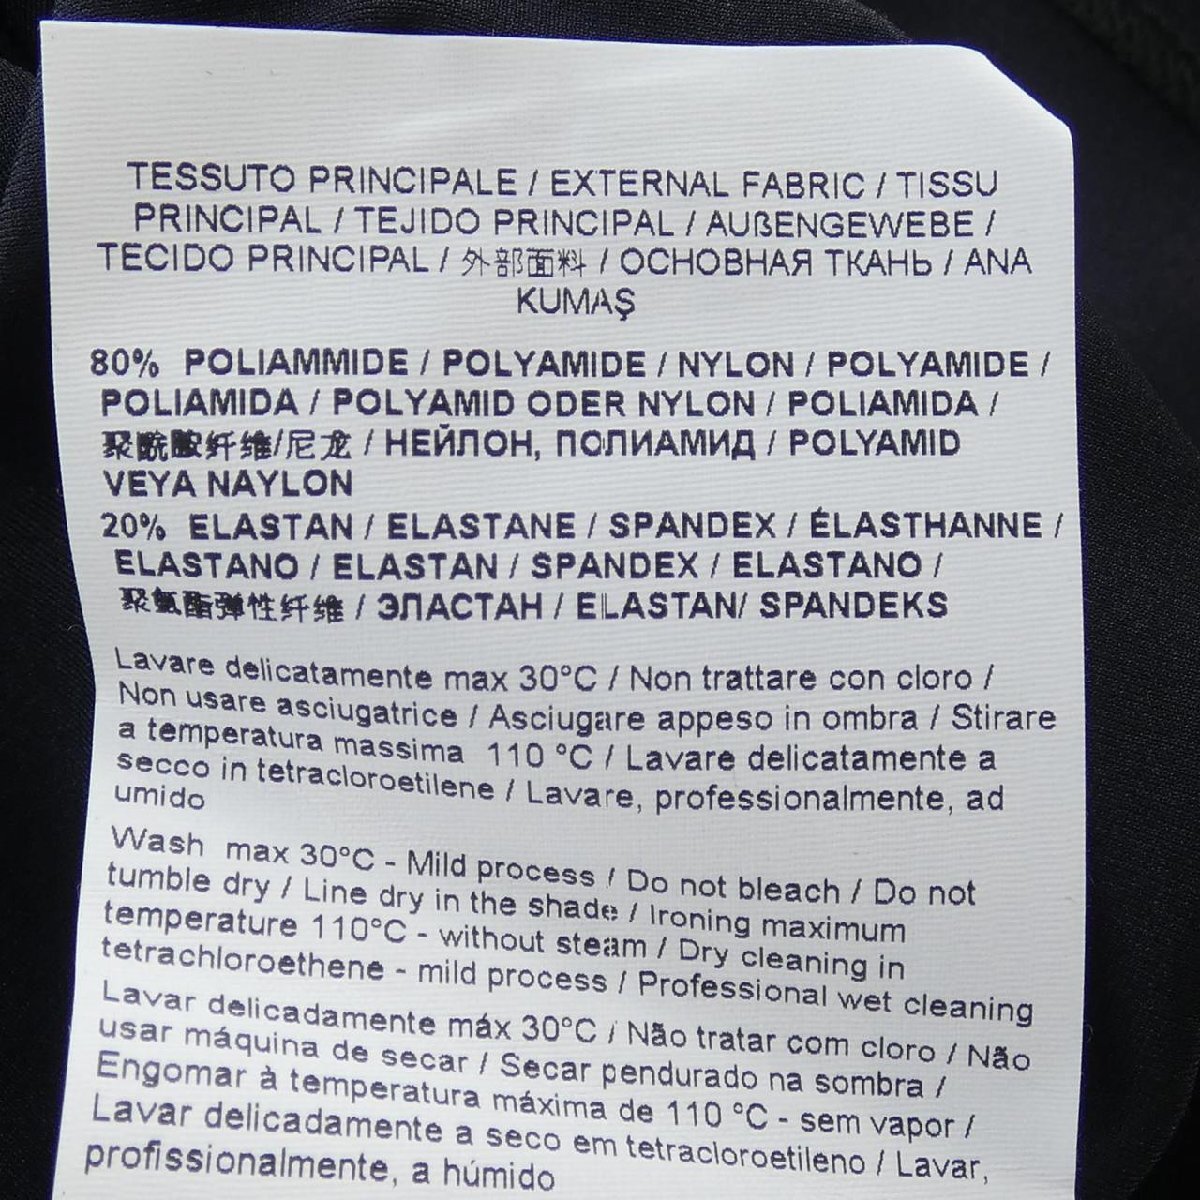 TESSUTO PRINCIPALE / EXTERNAL FABRIC / TISSU
PRINCIPAL / TEJIDO PRINCIPAL / AUßENGEWEBE /
TECIDO PRINCIPAL / 外部面料 / ОСНОВНАЯ ТКАНЬ / ANA
KUMAŞ
80% POLIAMMIDE / POLYAMIDE / NYLON / POLYAMIDE /
POLIAMIDA / POLYAMID ODER NYLON / POLIAMIDA /
聚酰胺纤维/尼龙 / НЕЙЛОН, ПОЛИАМИД / POLYAMID
VEYA NAYLON
20% ELASTAN / ELASTANE / SPANDEX / ÉLASTHANNE /
ELASTANO / ELASTAN / SPANDEX / ELASTANO /
聚氨酯弹性纤维 / ЭЛАСТАН / ELASTAN/ SPANDEKS
Lavare delicatamente max 30°C / Non trattare con cloro /
Non usare asciugatrice / Asciugare appeso in ombra / Stirare
a temperatura massima 110 °C / Lavare delicatamente a
secco in tetracloroetilene / Lavare, professionalmente, ad
umido
Wash max 30°C - Mild process / Do not bleach / Do not
tumble dry / Line dry in the shade / Ironing maximum
temperature 110°C - without steam / Dry cleaning in
tetrachloroethene - mild process / Professional wet cleaning
Lavar delicadamente máx 30°C / Não tratar com cloro / Não
usar máquina de secar / Secar pendurado na sombra /
Engomar à temperatura máxima de 110 °C - sem vapor /
Lavar delicadamente a seco em tetracloroetileno / Lavar,
profissionalmente, a húmido